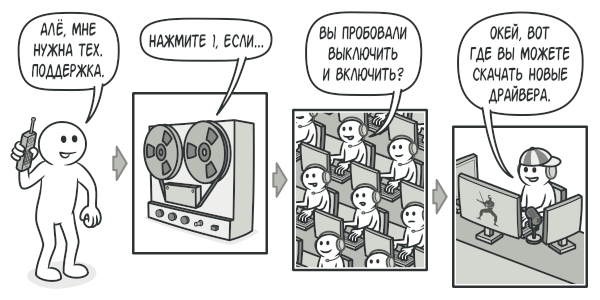 АЛЁ, МНЕ
НУЖНА ТЕХ.
ПОДДЕРЖКА.
НАЖМИТЕ 1, ЕСЛИ...
ВЫ ПРОБОВАЛИ
ВЫКЛЮЧИТЬ
И ВКЛЮЧИТЬ?
ОКЕЙ, ВОТ
ГДЕ ВЫ МОЖЕТЕ
СКАЧАТЬ НОВЫЕ
ДРАЙВЕРА.